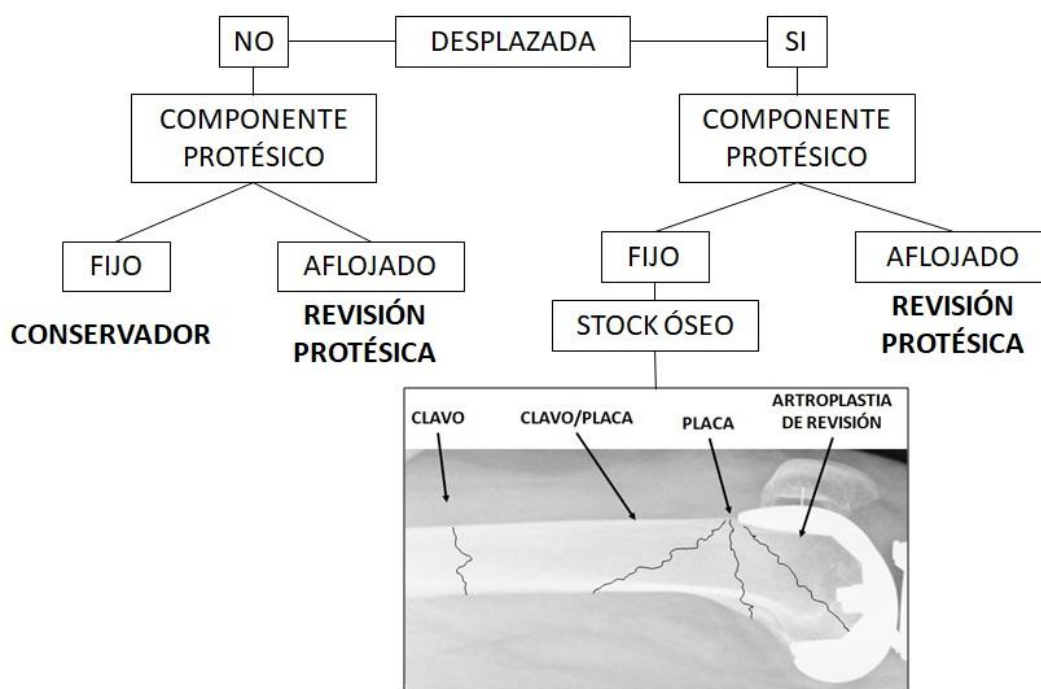 NO
DESPLAZADA
SI
COMPONENTE
PROTÉSICO
COMPONENTE
PROTÉSICO
FIJO
AFLOJADO
FIJO
AFLOJADO
CONSERVADOR
REVISIÓN
PROTÉSICA
STOCK ÓSEO
REVISIÓN
PROTÉSICA
CLAVO
CLAVO/PLACA
PLACA
ARTROPLASTIA
DE REVISIÓN